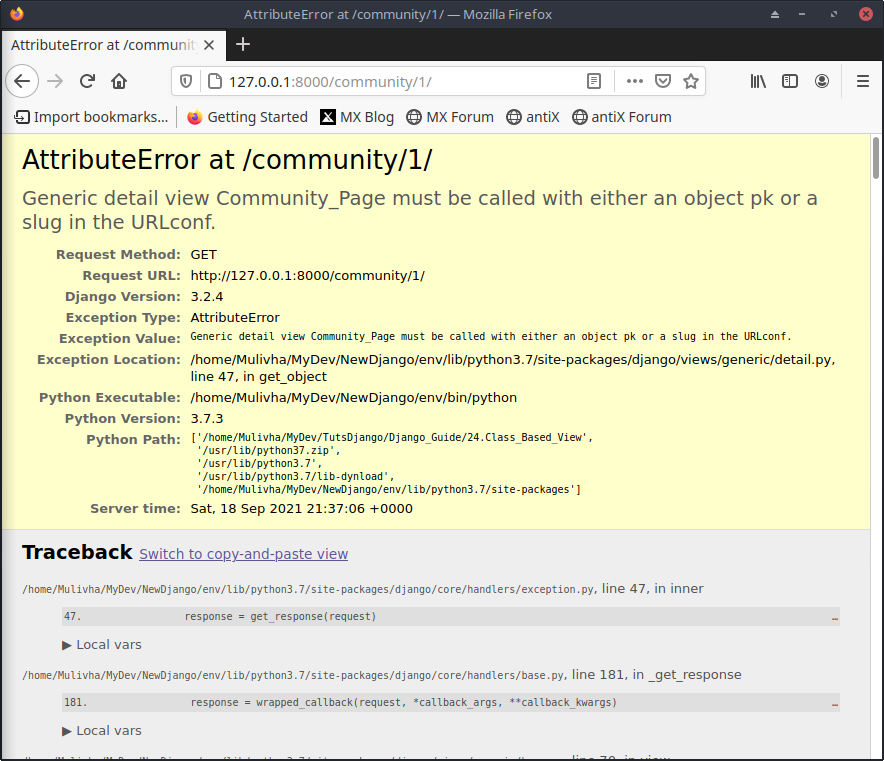 AttributeError at /community/1/ — Mozilla Firefox
AttributeError at /communit
127.0.0.1:8000/community/1/
Import bookmarks... Getting Started MX Blog MX Forum antiX antiX Forum
AttributeError at /community/1/
Generic detail view Community_Page must be called with either an object pk or a
slug in the URLconf.
Request Method: GET
Request URL: http://127.0.0.1:8000/community/1/
Django Version: 3.2.4
Exception Type: AttributeError
Exception Value: Generic detail view Community_Page must be called with either an object pk or a slug in the URLconf.
Exception Location: /home/Mulivha/MyDev/NewDjango/env/lib/python3.7/site-packages/django/views/generic/detail.py,
line 47, in get_object
Python Executable: /home/Mulivha/MyDev/NewDjango/env/bin/python
Python Version: 3.7.3
Python Path: ['/home/Mulivha/MyDev/TutsDjango/Django_Guide/24.Class_Based_View',
'/usr/lib/python37.zip',
'/usr/lib/python3.7',
'/usr/lib/python3.7/lib-dynload',
'/home/Mulivha/MyDev/NewDjango/env/lib/python3.7/site-packages']
Server time: Sat, 18 Sep 2021 21:37:06 +0000
Traceback Switch to copy-and-paste view
/home/Mulivha/MyDev/NewDjango/env/lib/python3.7/site-packages/django/core/handlers/exception.py, line 47, in inner
47. response = get_response(request) …
▶ Local vars
/home/Mulivha/MyDev/NewDjango/env/lib/python3.7/site-packages/django/core/handlers/base.py, line 181, in _get_response
181. response = wrapped_callback(request, *callback_args, **callback_kwargs) …
▶ Local vars